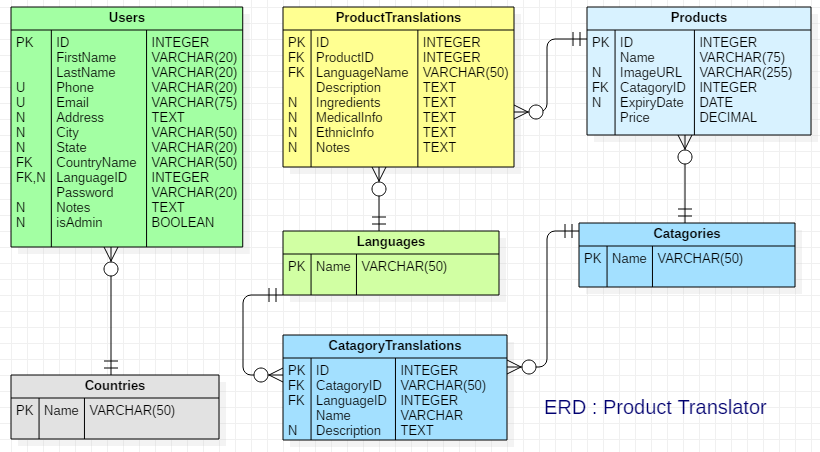 Users
PK ID INTEGER
FirstName VARCHAR(20)
LastName VARCHAR(20)
U Phone VARCHAR(20)
U Email VARCHAR(75)
N Address TEXT
N City VARCHAR(50)
N State VARCHAR(20)
FK CountryName VARCHAR(50)
FK,N LanguageID INTEGER
Password VARCHAR(20)
N Notes TEXT
N isAdmin BOOLEAN
ProductTranslations
PK ID INTEGER
FK ProductID INTEGER
FK LanguageName VARCHAR(50)
Description TEXT
N Ingredients TEXT
N MedicalInfo TEXT
N EthnicInfo TEXT
N Notes TEXT
Products
PK ID INTEGER
Name VARCHAR(75)
N ImageURL VARCHAR(255)
FK CatagoryID INTEGER
N ExpiryDate DATE
Price DECIMAL
Languages
PK Name VARCHAR(50)
Catagories
PK Name VARCHAR(50)
Countries
PK Name VARCHAR(50)
CatagoryTranslations
PK ID INTEGER
FK CatagoryID VARCHAR(50)
FK LanguageID INTEGER
Name VARCHAR
N Description TEXT
ERD : Product Translator